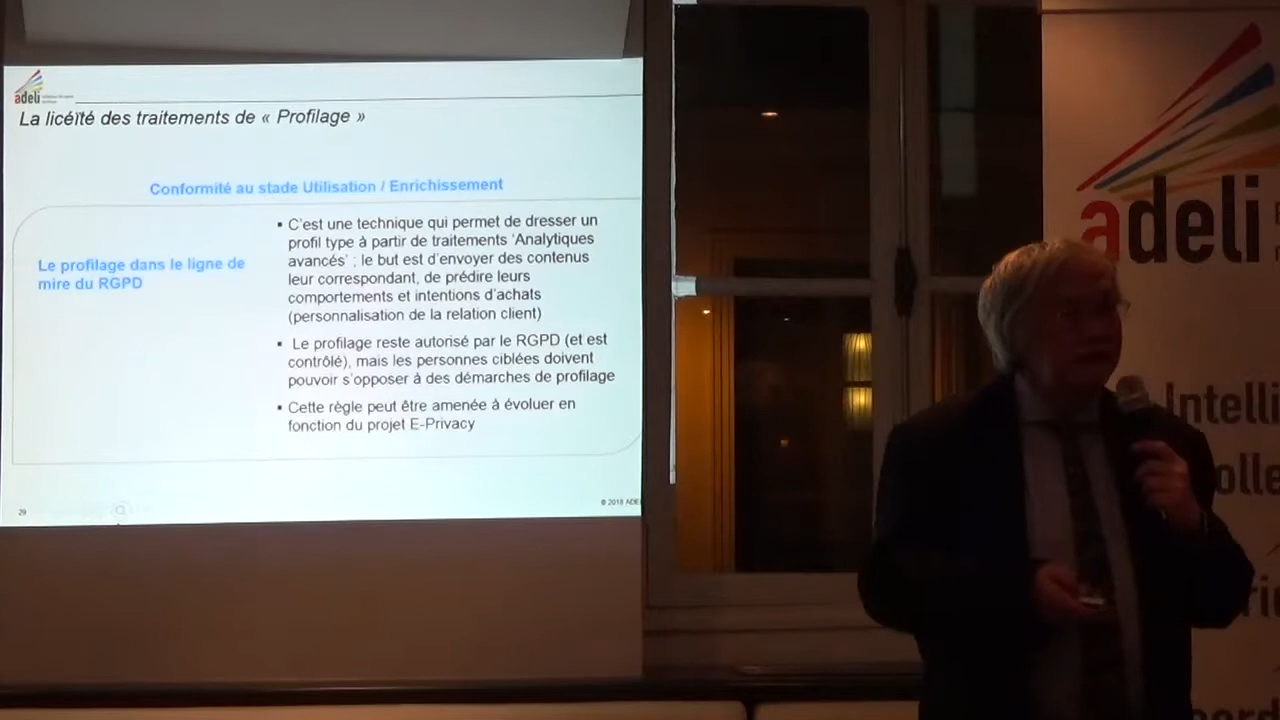 adeli
La licéïté des traitements de « Profilage »
Conformité au stade Utilisation / Enrichissement
Le profilage dans le ligne de
mire du RGPD
▪ C'est une technique qui permet de dresser un
profil type à partir de traitements 'Analytiques
avancés' ; le but est d'envoyer des contenus
leur correspondant, de prédire leurs
comportements et intentions d'achats
(personnalisation de la relation client)
▪ Le profilage reste autorisé par le RGPD (et est
contrôlé), mais les personnes ciblées doivent
pouvoir s'opposer à des démarches de profilage
▪ Cette règle peut être amenée à évoluer en
fonction du projet E-Privacy
29
© 2018 ADE
adeli
Intelli
olle